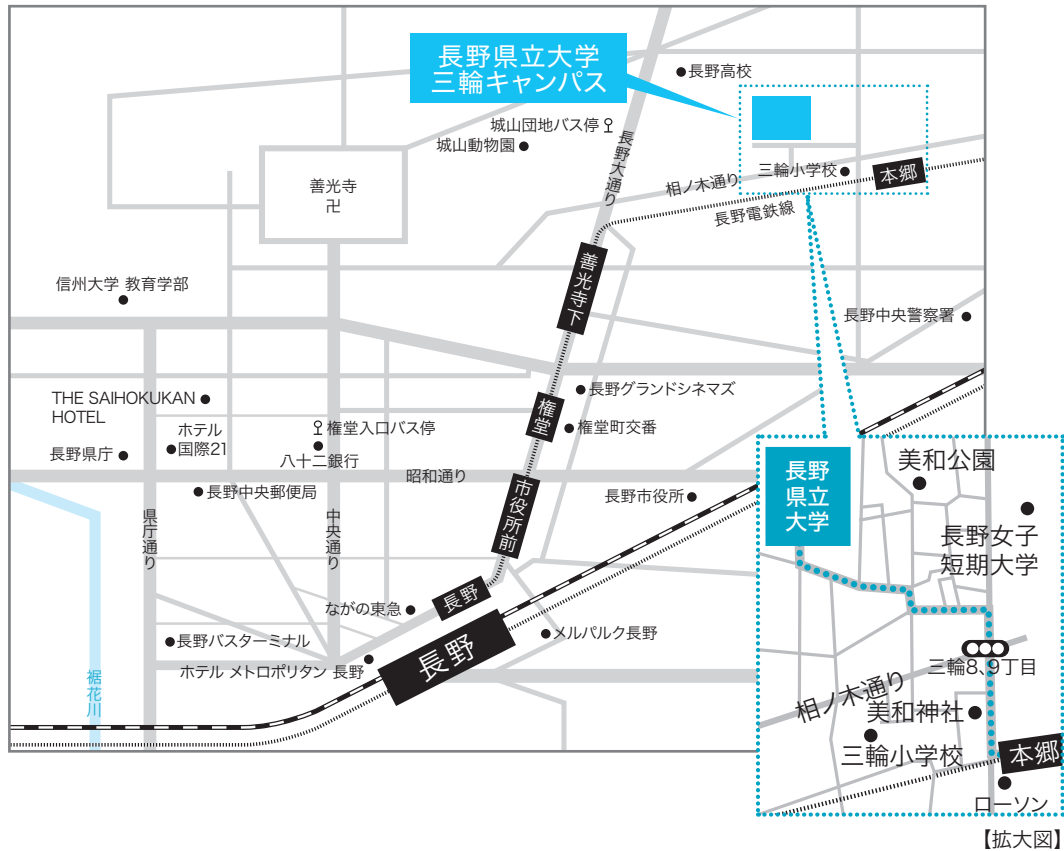 長野県立大学
三輪キャンパス
長野高校
城山団地バス停
城山動物園
長野大通り
善光寺
卍
三輪小学校
本郷
相ノ木通り
長野電鉄線
善光寺下
信州大学 教育学部
長野中央警察署
THE SAIHOKUKAN
HOTEL
長野グランドシネマズ
権堂
ホテル
国際21
権堂入口バス停
権堂町交番
長野県庁
八十二銀行
昭和通り
長野中央郵便局
市役所前
長野市役所
県庁通り
中央通り
長野
ながの東急
長野バスターミナル
メルパルク長野
ホテル メトロポリタン 長野
長野
裾花川
長野
県立
大学
美和公園
長野女子
短期大学
三輪8、9丁目
相ノ木通り
美和神社
三輪小学校
本郷
ローソン
【拡大図】